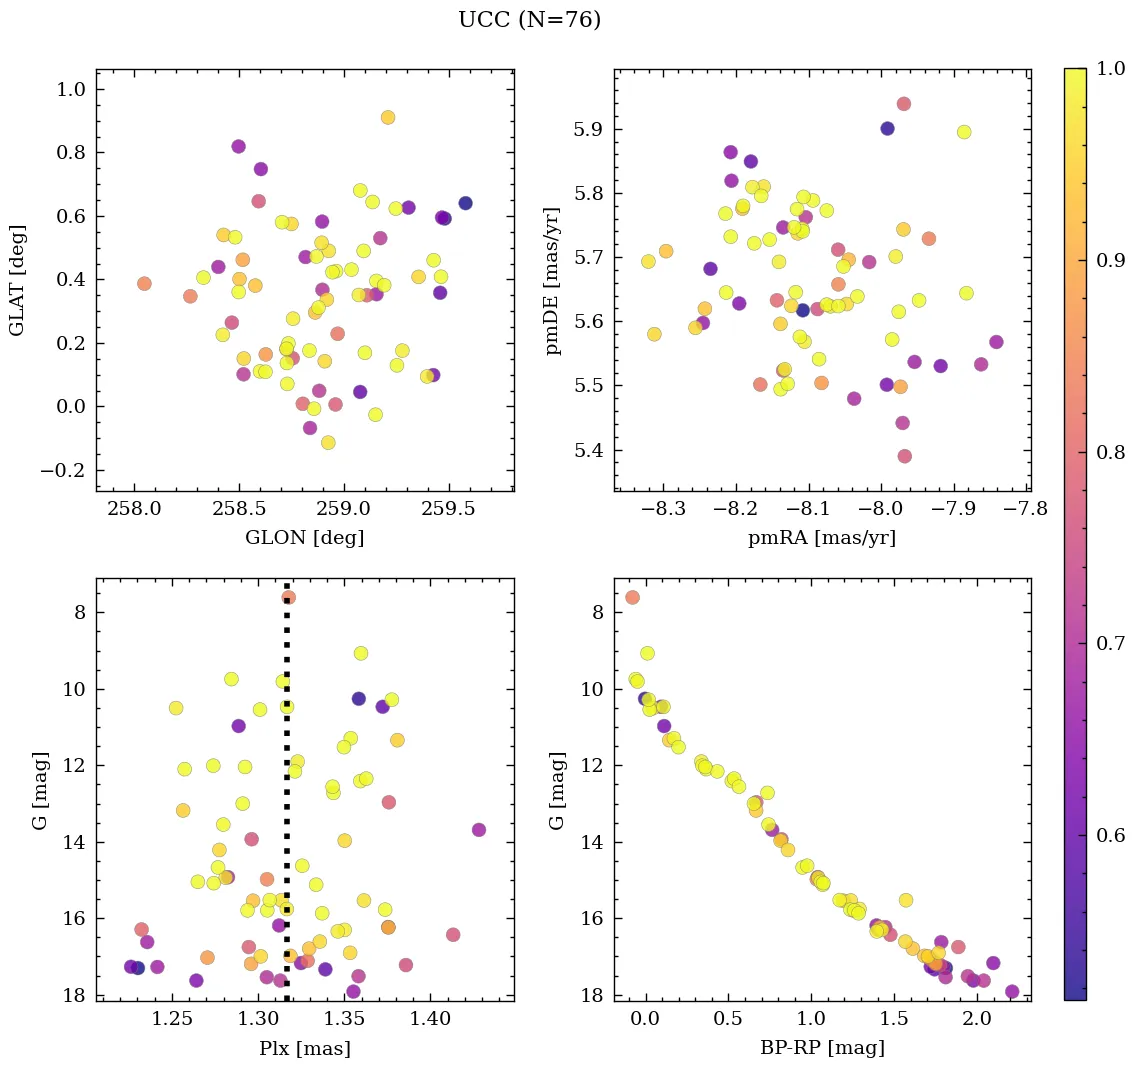 UCC (N=76)
1.0
0.8
0.6
0.4
0.2
0.0
−0.2
GLAT [deg]
258.0 258.5 259.0 259.5
GLON [deg]
5.9
5.8
5.7
5.6
5.5
5.4
pmDE [mas/yr]
−8.3 −8.2 −8.1 −8.0 −7.9 −7.8
pmRA [mas/yr]
1.0
0.9
0.8
0.7
0.6
8
10
12
14
16
18
G [mag]
1.25 1.30 1.35 1.40
Plx [mas]
8
10
12
14
16
18
G [mag]
0.0 0.5 1.0 1.5 2.0
BP-RP [mag]